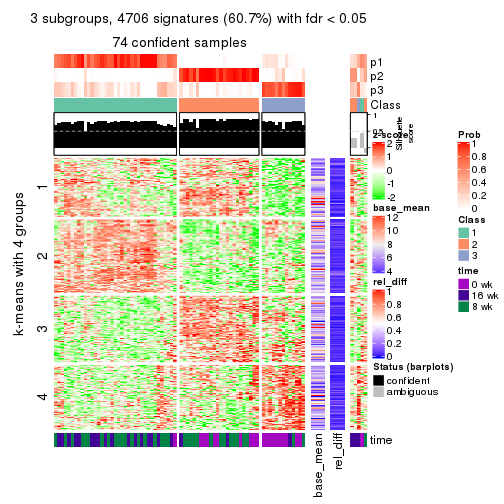 3 subgroups, 4706 signatures (60.7%) with fdr < 0.05
74 confident samples
p1
p2
p3
Class
1
0.5
Silhouette
score
k-means with 4 groups
1
2
3
4
z-score
2
1
0
-1
-2
base_mean
12
10
8
6
4
rel_diff
1
0.8
0.6
0.4
0.2
0
Status (barplots)
confident
ambiguous
Prob
1
0.8
0.6
0.4
0.2
0
Class
1
2
3
time
0 wk
16 wk
8 wk
time
base_mean
rel_diff